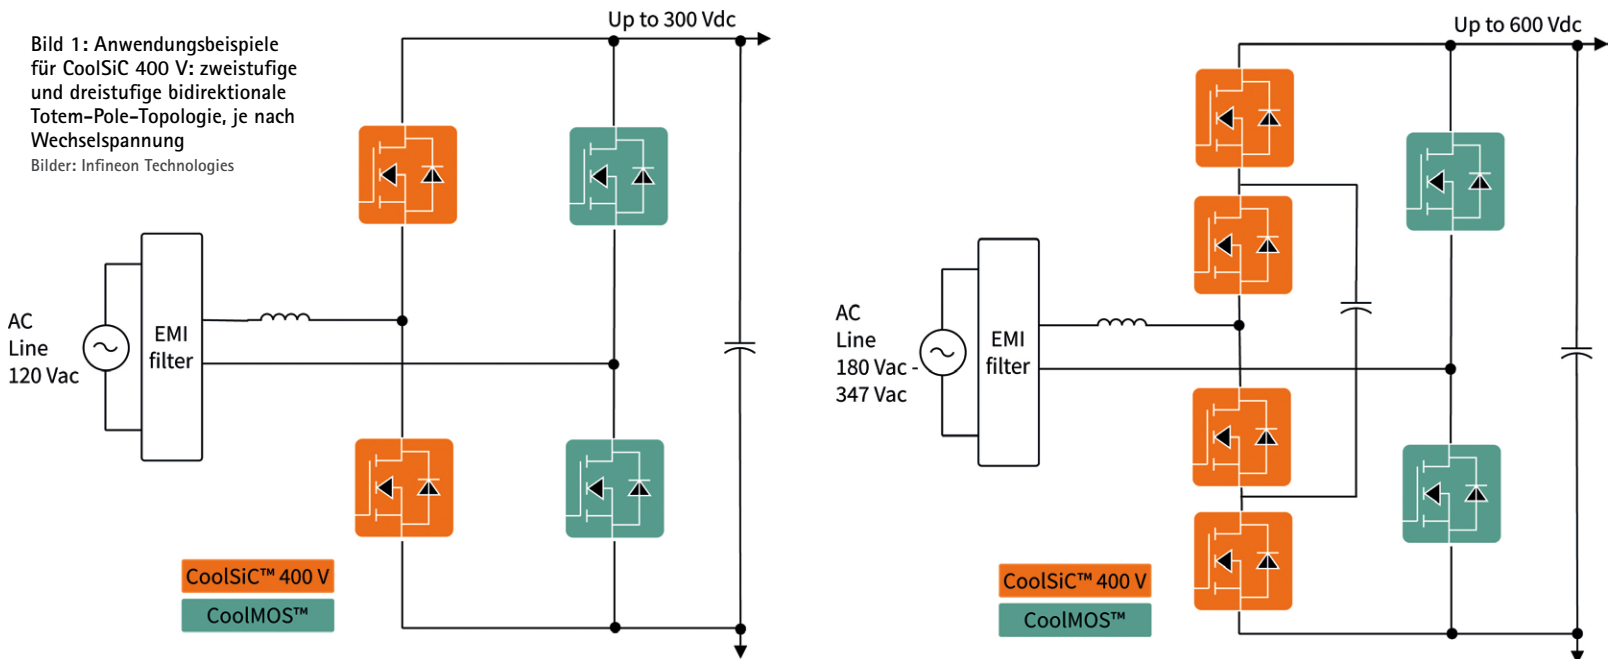 Bild 1: Anwendungsbeispiele
für CoolSiC 400 V: zweistufige
und dreistufige bidirektionale
Totem-Pole-Topologie, je nach
Wechselspannung
Bilder: Infineon Technologies
Up to 300 Vdc
AC
Line
120 Vac
EMI
filter
CoolSiC™ 400 V
CoolMOS™
Up to 600 Vdc
AC
Line
180 Vac -
347 Vac
EMI
filter
CoolSiC™ 400 V
CoolMOS™